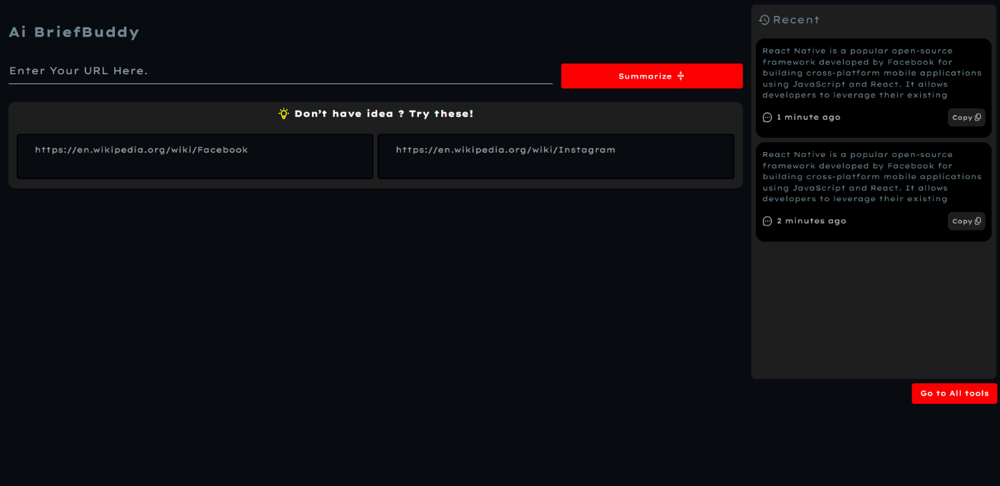 Ai BriefBuddy
Enter Your URL Here.
Summarize
Don't have idea ? Try these!
https://en.wikipedia.org/wiki/Facebook
https://en.wikipedia.org/wiki/Instagram
Recent
React Native is a popular open-source
framework developed by Facebook for
building cross-platform mobile applications
using JavaScript and React. It allows
developers to leverage their existing
1 minute ago
Copy
React Native is a popular open-source
framework developed by Facebook for
building cross-platform mobile applications
using JavaScript and React. It allows
developers to leverage their existing
2 minutes ago
Copy
Go to All tools